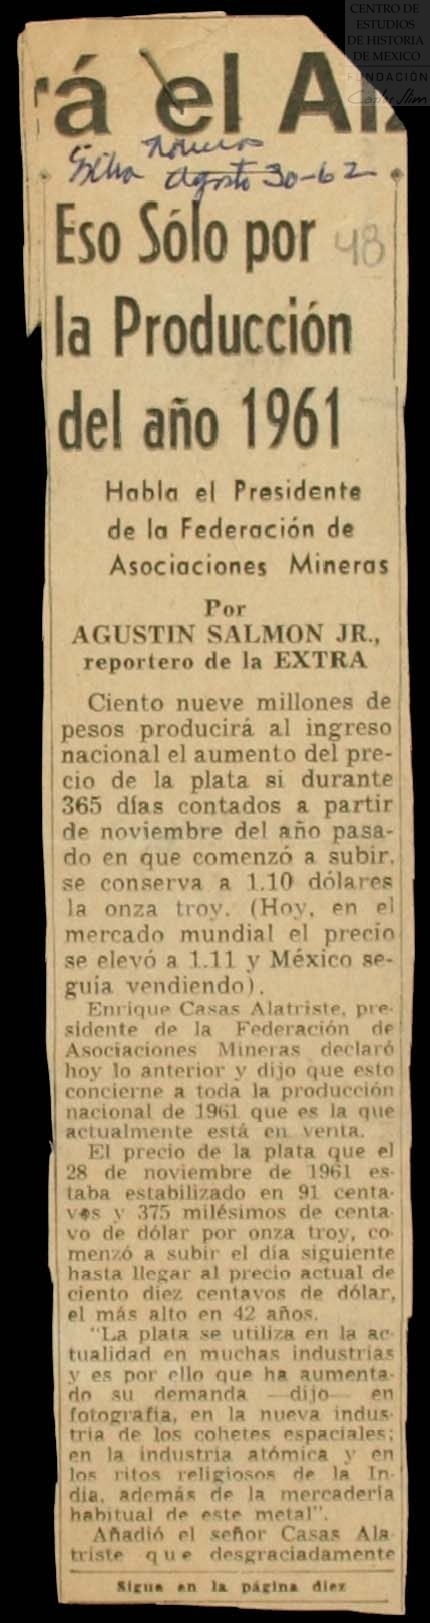 CENTRO DE
ESTUDIOS
DE HISTORIA
DE MEXICO
FUNDACIÓN
Carlos Slim
rá el Alz
Noticias
Agosto 30-62
48
Eso Sólo por
la Producción
del año 1961
Habla el Presidente
de la Federación de
Asociaciones Mineras
Por
AGUSTIN SALMON JR.,
reportero de la EXTRA
Ciento nueve millones de
pesos producirá al ingreso
nacional el aumento del pre-
cio de la plata si durante
365 días contados a partir
de noviembre del año pasa-
do en que comenzó a subir,
se conserva a 1.10 dólares
la onza troy. (Hoy, en el
mercado mundial el precio
se elevó a 1.11 y México se-
guía vendiendo).
Enrique Casas Alatriste, pre-
sidente de la Federación de
Asociaciones Mineras declaró
hoy lo anterior y dijo que esto
concierne a toda la producción
nacional de 1961 que es la que
actualmente está en venta.
El precio de la plata que el
28 de noviembre de 1961 es-
taba estabilizado en 91 centa-
vos y 375 milésimos de centa-
vo de dólar por onza troy, co-
menzó a subir el día siguiente
hasta llegar al precio actual de
ciento diez centavos de dólar,
el más alto en 42 años.
"La plata se utiliza en la ac-
tualidad en muchas industrias
y es por ello que ha aumenta-
do su demanda —dijo— en
fotografía, en la nueva indus-
tria de los cohetes espaciales;
en la industria atómica y en
los ritos religiosos de la In-
dia, además de la mercadería
habitual de este metal".
Añadió el señor Casas Ala-
triste que desgraciadamente
Sigue en la página diez